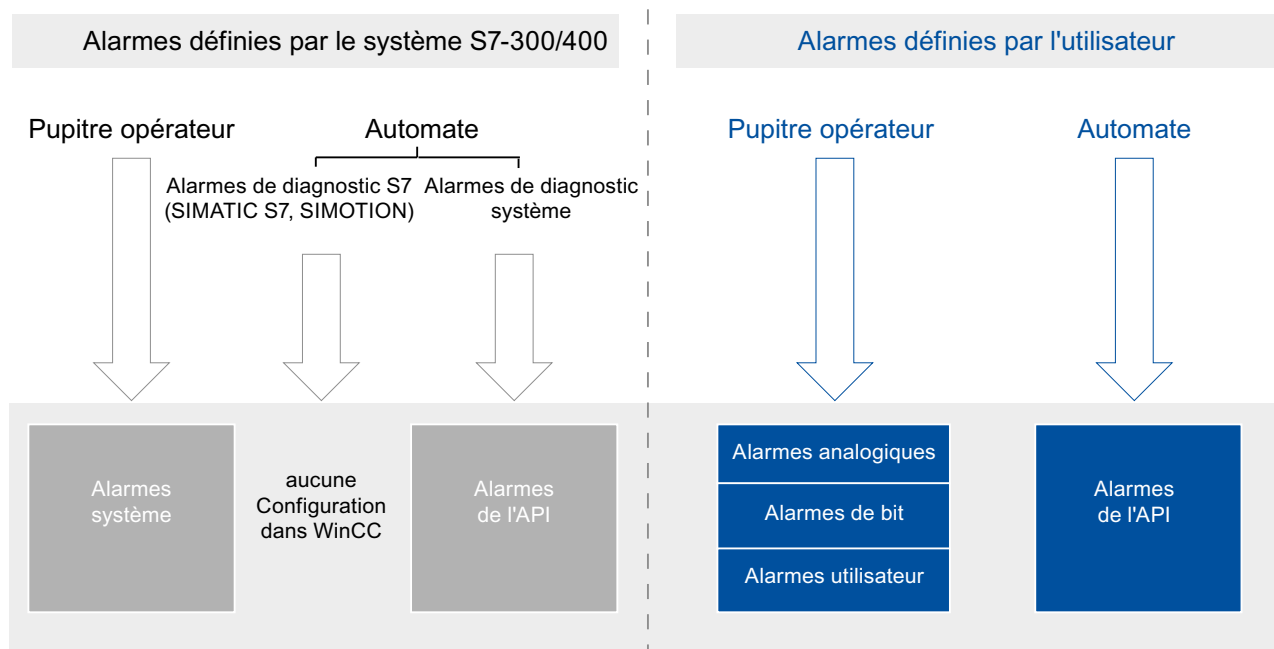 Alarmes définies par le système S7-300/400
Alarmes définies par l'utilisateur
Pupitre opérateur
Automate
Alarmes de diagnostic S7
(SIMATIC S7, SIMOTION)
Alarmes de diagnostic
système
Pupitre opérateur
Automate
Alarmes
système
aucune
Configuration
dans WinCC
Alarmes
de l'API
Alarmes analogiques
Alarmes de bit
Alarmes utilisateur
Alarmes
de l'API